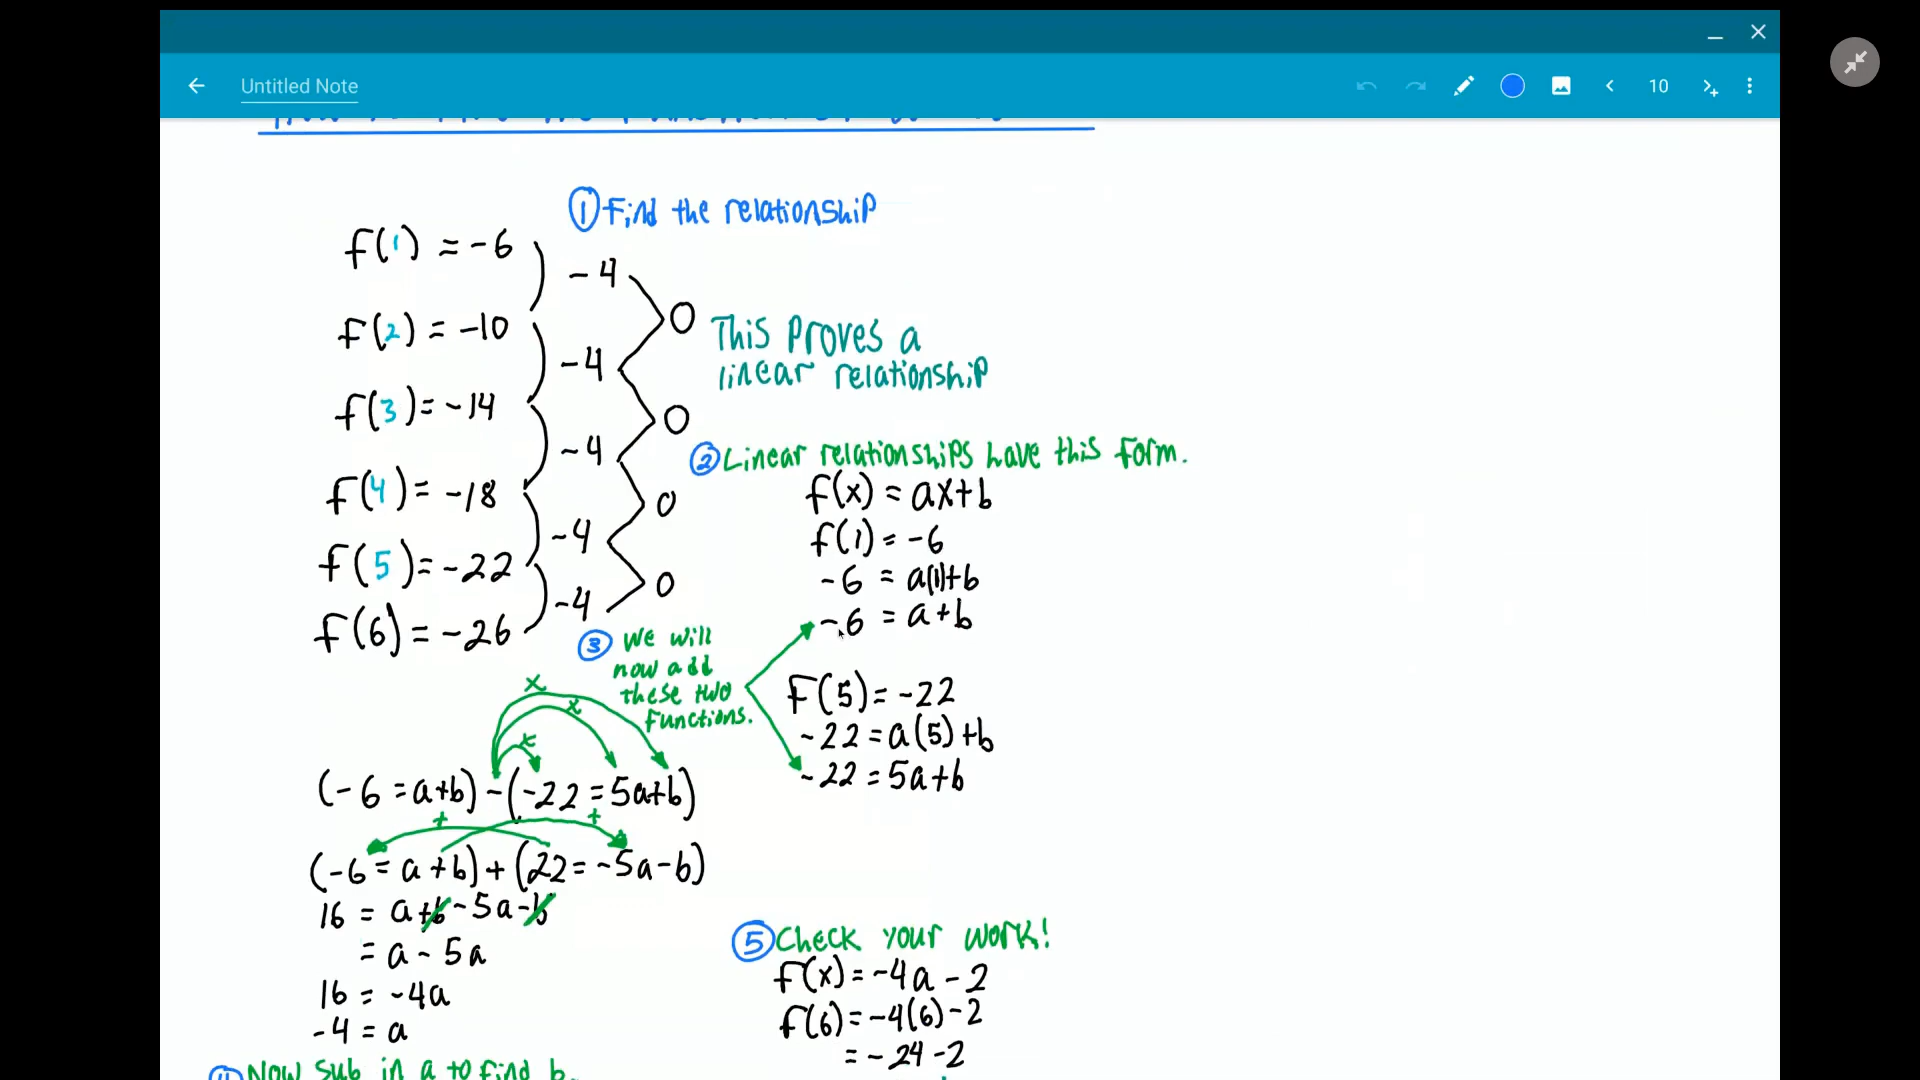 Untitled Note
10
① Find the relationship
f(1) = -6
-4
0
f(2) = -10
This proves a
linear relationship
-4
f(3) = -14
0
-4
② Linear relationships have this form.
f(x) = ax+b
f(4) = -18
0
f(1) = -6
-4
f(5) = -22
-6 = a(1)+b
0
-4
-6 = a+b
f(6) = -26
③ We will
now add
these two
functions.
F(5) = -22
-22 = a(5)+b
-22 = 5a+b
x
x
x
(-6 = a+b) - (-22 = 5a+b)
+
+
(-6 = a+b) + (22 = -5a-b)
16 = a+b-5a-b
= a - 5a
16 = -4a
-4 = a
⑤ Check your work!
f(x) = -4a - 2
f(6) = -4(6) - 2
= -24 - 2
④ Now sub in a to find b.